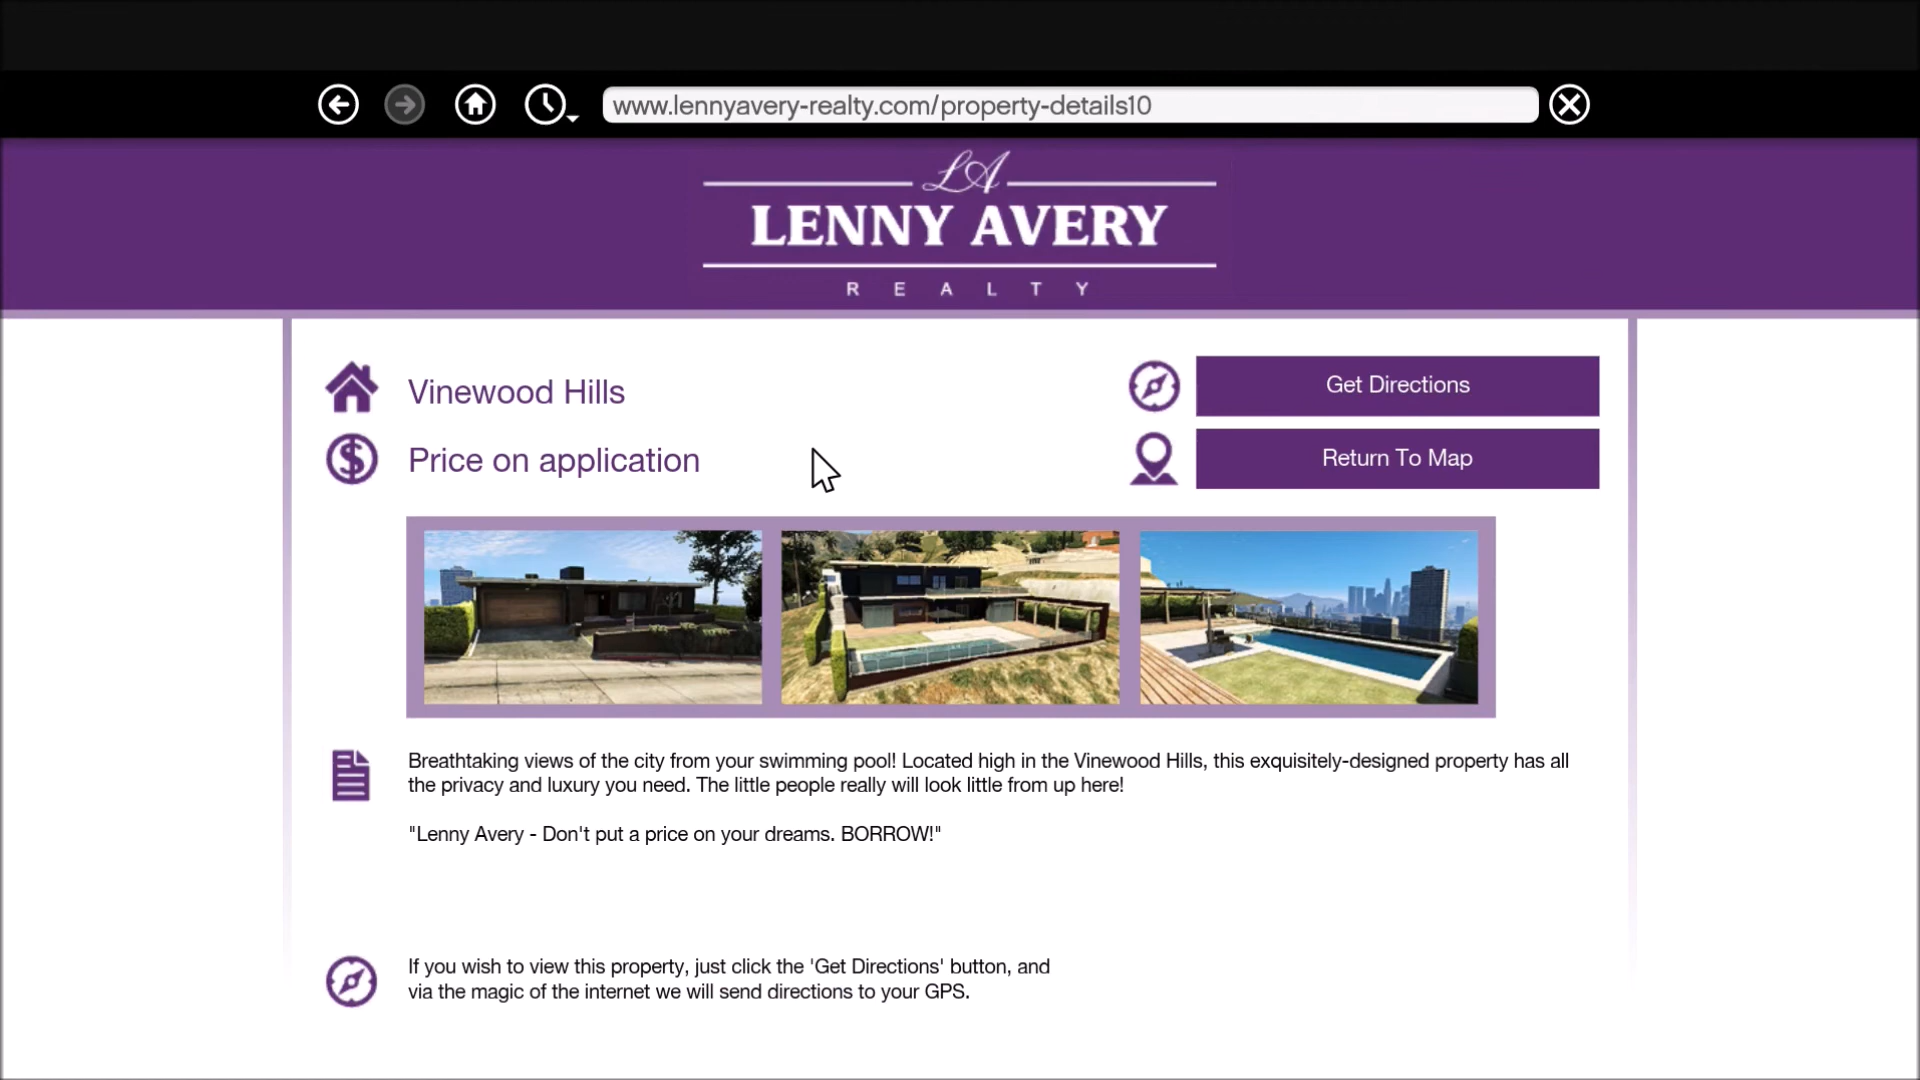 www.lennyavery-realty.com/property-details10
LA
LENNY AVERY
REALTY
Vinewood Hills
Get Directions
Price on application
Return To Map
Breathtaking views of the city from your swimming pool! Located high in the Vinewood Hills, this exquisitely-designed property has all
the privacy and luxury you need. The little people really will look little from up here!
"Lenny Avery - Don't put a price on your dreams. BORROW!"
If you wish to view this property, just click the 'Get Directions' button, and
via the magic of the internet we will send directions to your GPS.